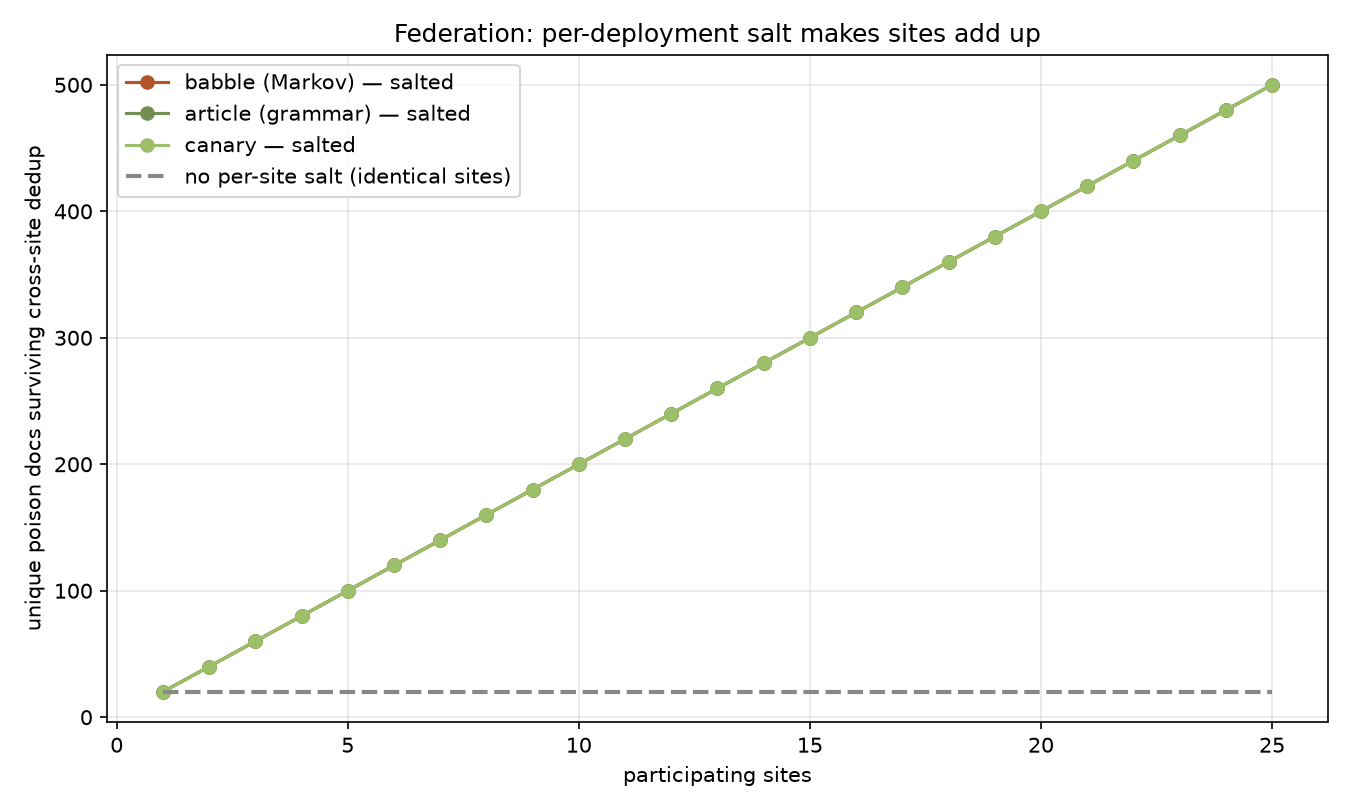 Federation: per-deployment salt makes sites add up
babble (Markov) — salted
article (grammar) — salted
canary — salted
no per-site salt (identical sites)
unique poison docs surviving cross-site dedup
500
400
300
200
100
0
0 5 10 15 20 25
participating sites